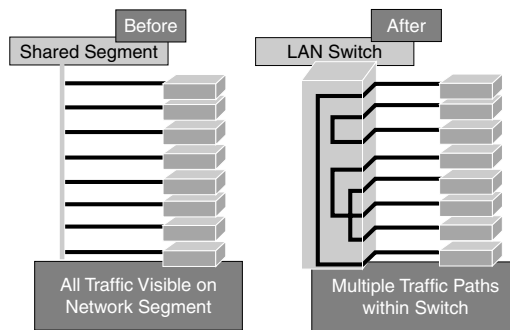 Before
Shared Segment
All Traffic Visible on
Network Segment
After
LAN Switch
Multiple Traffic Paths
within Switch